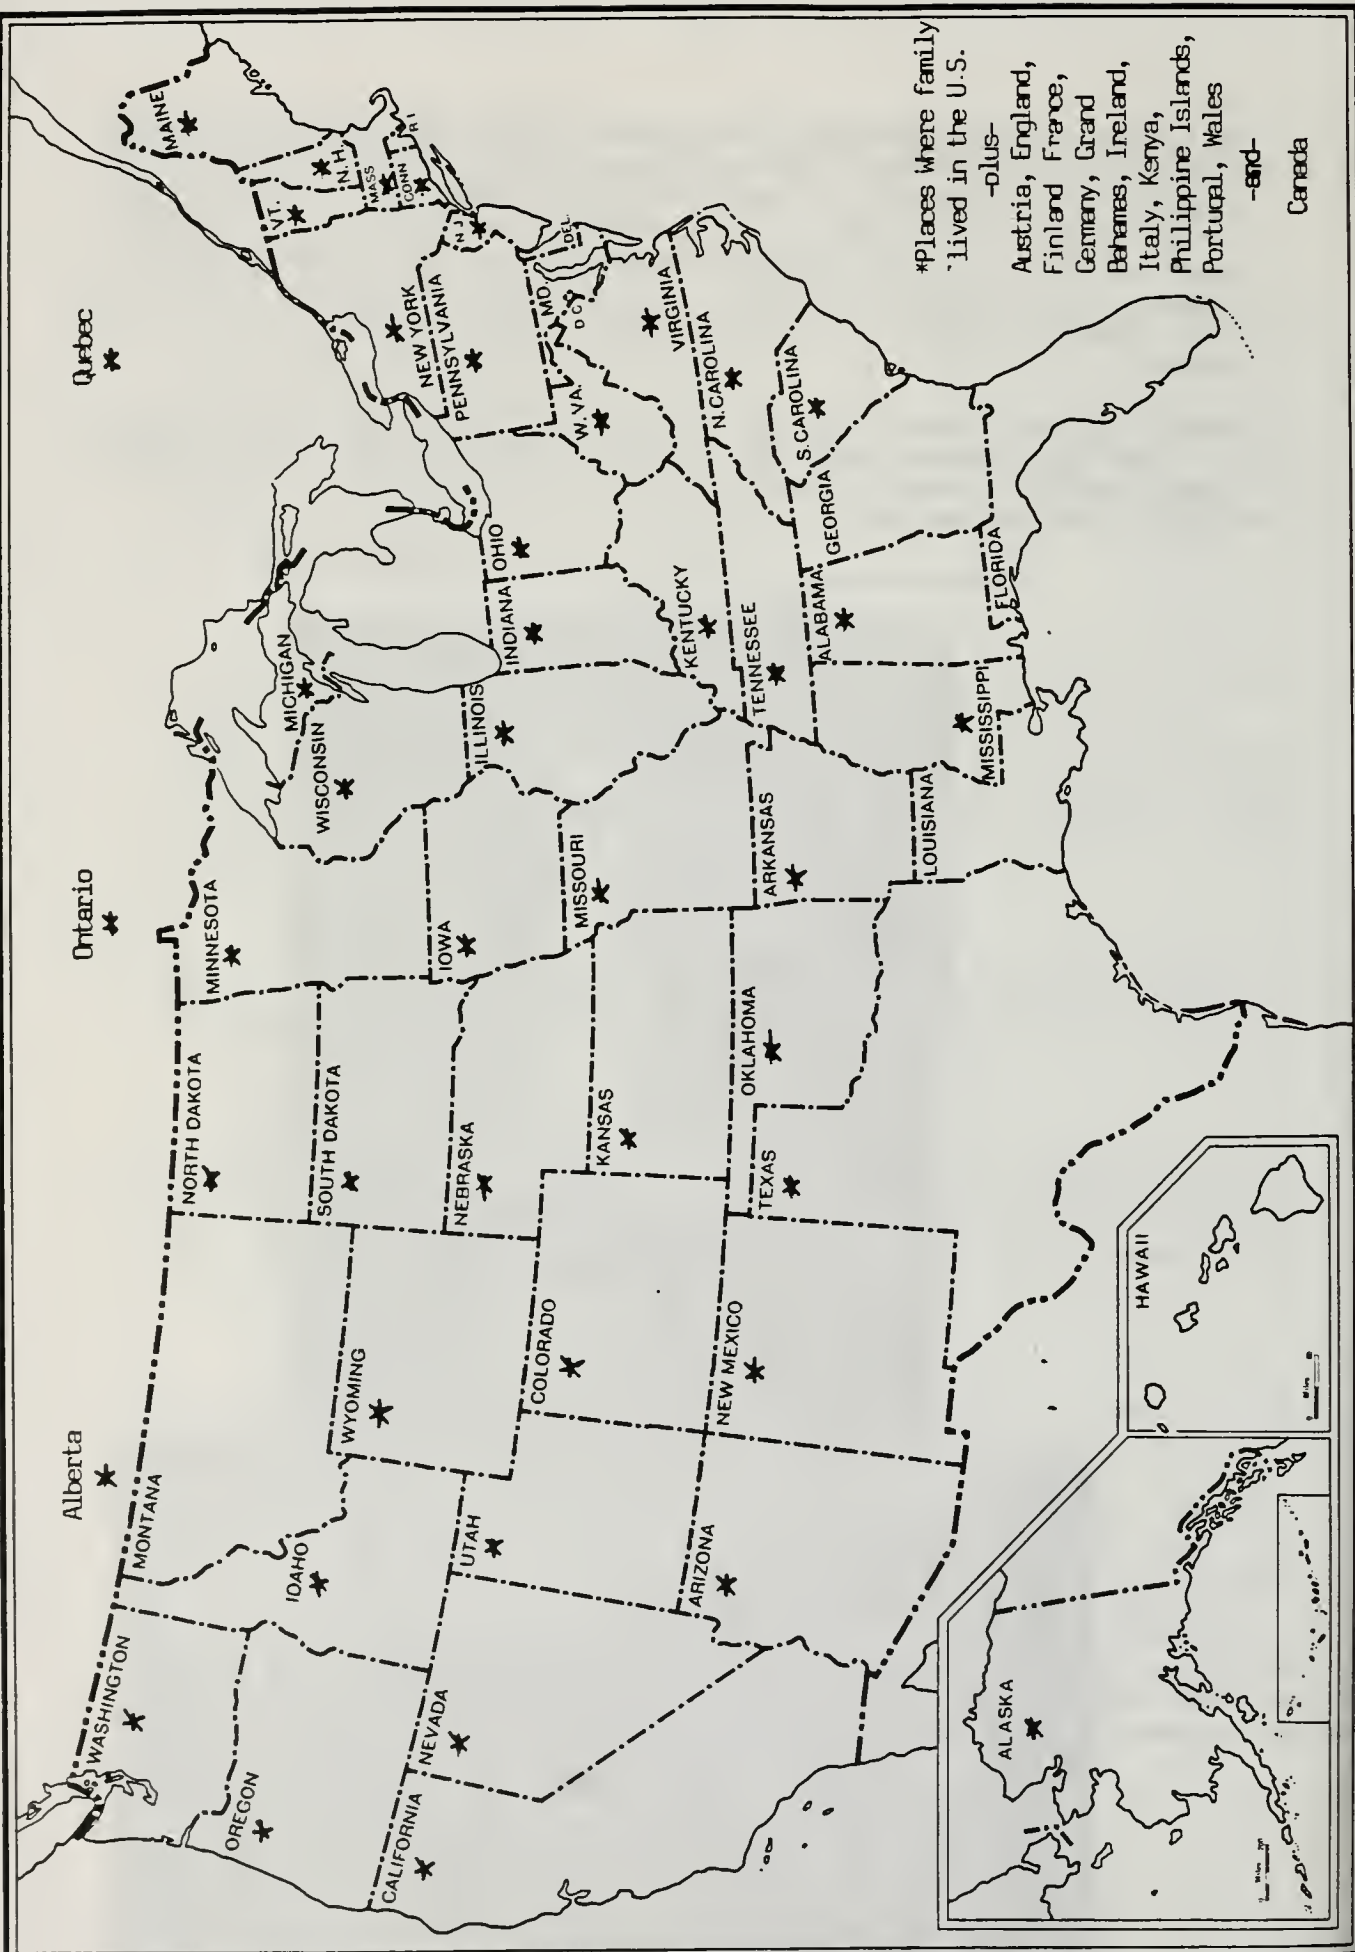 Alberta
*
Ontario
*
Quebec
*
WASHINGTON
*
MONTANA
NORTH DAKOTA
*
MINNESOTA
*
MAINE
*
OREGON
*
IDAHO
*
WYOMING
*
SOUTH DAKOTA
*
WISCONSIN
*
MICHIGAN
*
VT.
*
N.H.
*
MASS
*
CONN
*
R I
NEW YORK
*
CALIFORNIA
*
NEVADA
*
UTAH
*
NEBRASKA
*
IOWA
*
ILLINOIS
*
INDIANA
*
OHIO
*
PENNSYLVANIA
*
N J
*
COLORADO
*
KANSAS
*
MISSOURI
*
KENTUCKY
*
W. VA.
*
MD.
DEL.
D C
VIRGINIA
*
ARIZONA
*
NEW MEXICO
*
TEXAS
*
OKLAHOMA
*
ARKANSAS
*
TENNESSEE
*
N. CAROLINA
*
S. CAROLINA
*
LOUISIANA
MISSISSIPPI
*
ALABAMA
*
GEORGIA
FLORIDA
ALASKA
*
HAWAII
*Places Where family
lived in the U.S.
-plus-
Austria, England,
Finland France,
Germany, Grand
Bahamas, Ireland,
Italy, Kenya,
Philippine Islands,
Portugal, Wales
-and-
Canada